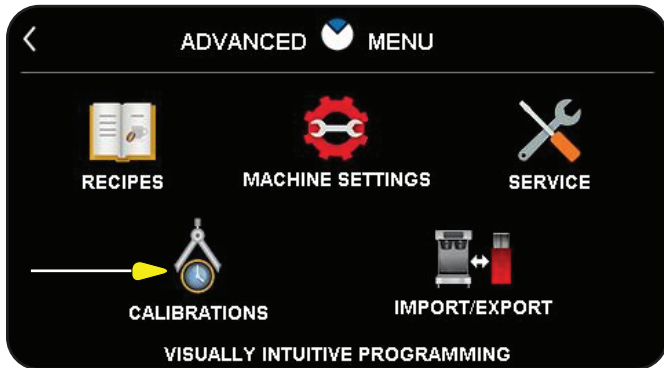 ADVANCED MENU
RECIPES
MACHINE SETTINGS
SERVICE
CALIBRATIONS
IMPORT/EXPORT
VISUALLY INTUITIVE PROGRAMMING